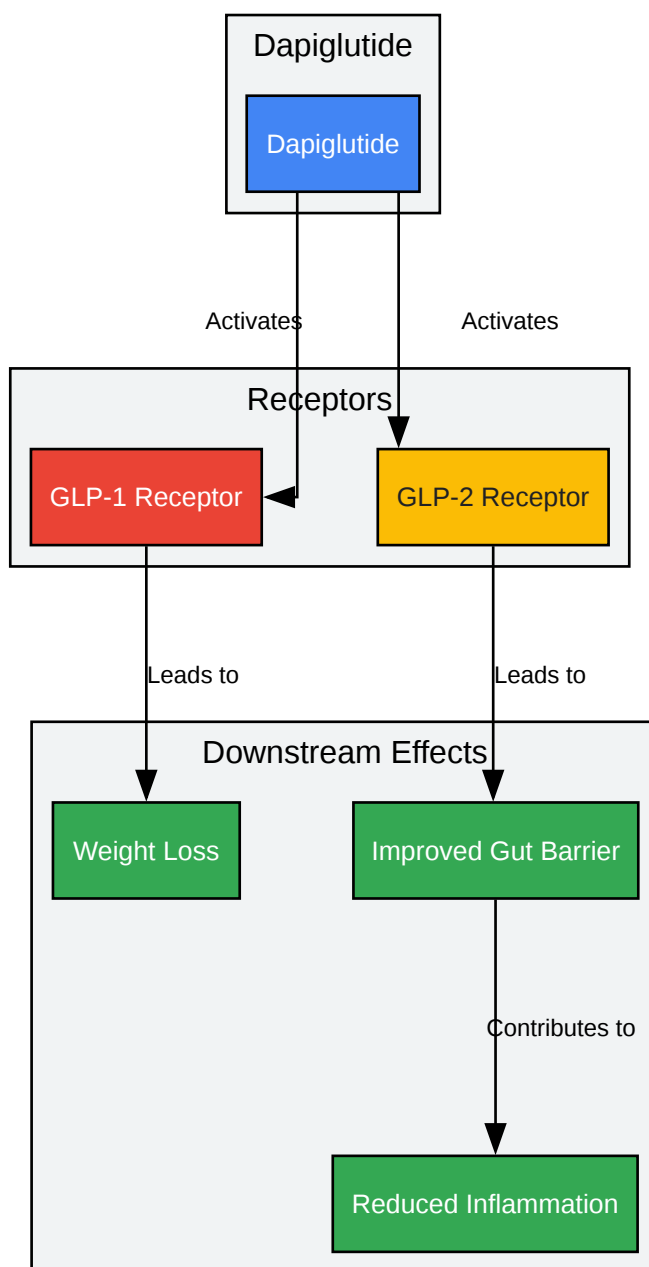 Dapiglutide
Dapiglutide
Activates
Activates
Receptors
GLP-1 Receptor
GLP-2 Receptor
Leads to
Leads to
Downstream Effects
Weight Loss
Improved Gut Barrier
Contributes to
Reduced Inflammation